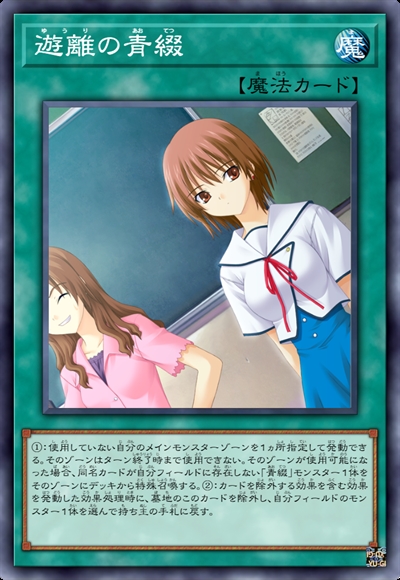 遊離の青綴
魔
【魔法カード】
①：使用していない自分のメインモンスターゾーンを1ヵ所指定して発動でき
る。そのゾーンはターン終了時まで使用できない。そのゾーンが使用可能にな
った場合、同名カードが自分フィールドに存在しない「青綴」モンスター1体を
そのゾーンにデッキから特殊召喚する。②：カードを除外する効果を含む効果
を発動した効果処理時に、墓地のこのカードを除外し、自分フィールドのモン
スター1体を選んで持ち主の手札に戻す。